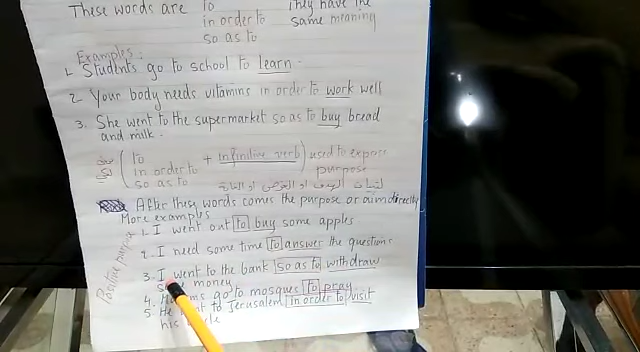 These words are to They have the
in order to same meaning
so as to
Examples:
1. Students go to school to learn.
2. Your body needs vitamins in order to work well
3. She went to the supermarket so as to buy bread
and milk.
to + infinitive verb used to express
in order to purpose
so as to
After these words comes the purpose or aim directly
More examples
1. I went out to buy some apples
2. I need some time to answer the questions
3. I went to the bank so as to withdraw
money
4. go to mosques to pray
5. He to Jerusalem in order to visit
his
Positive purpose